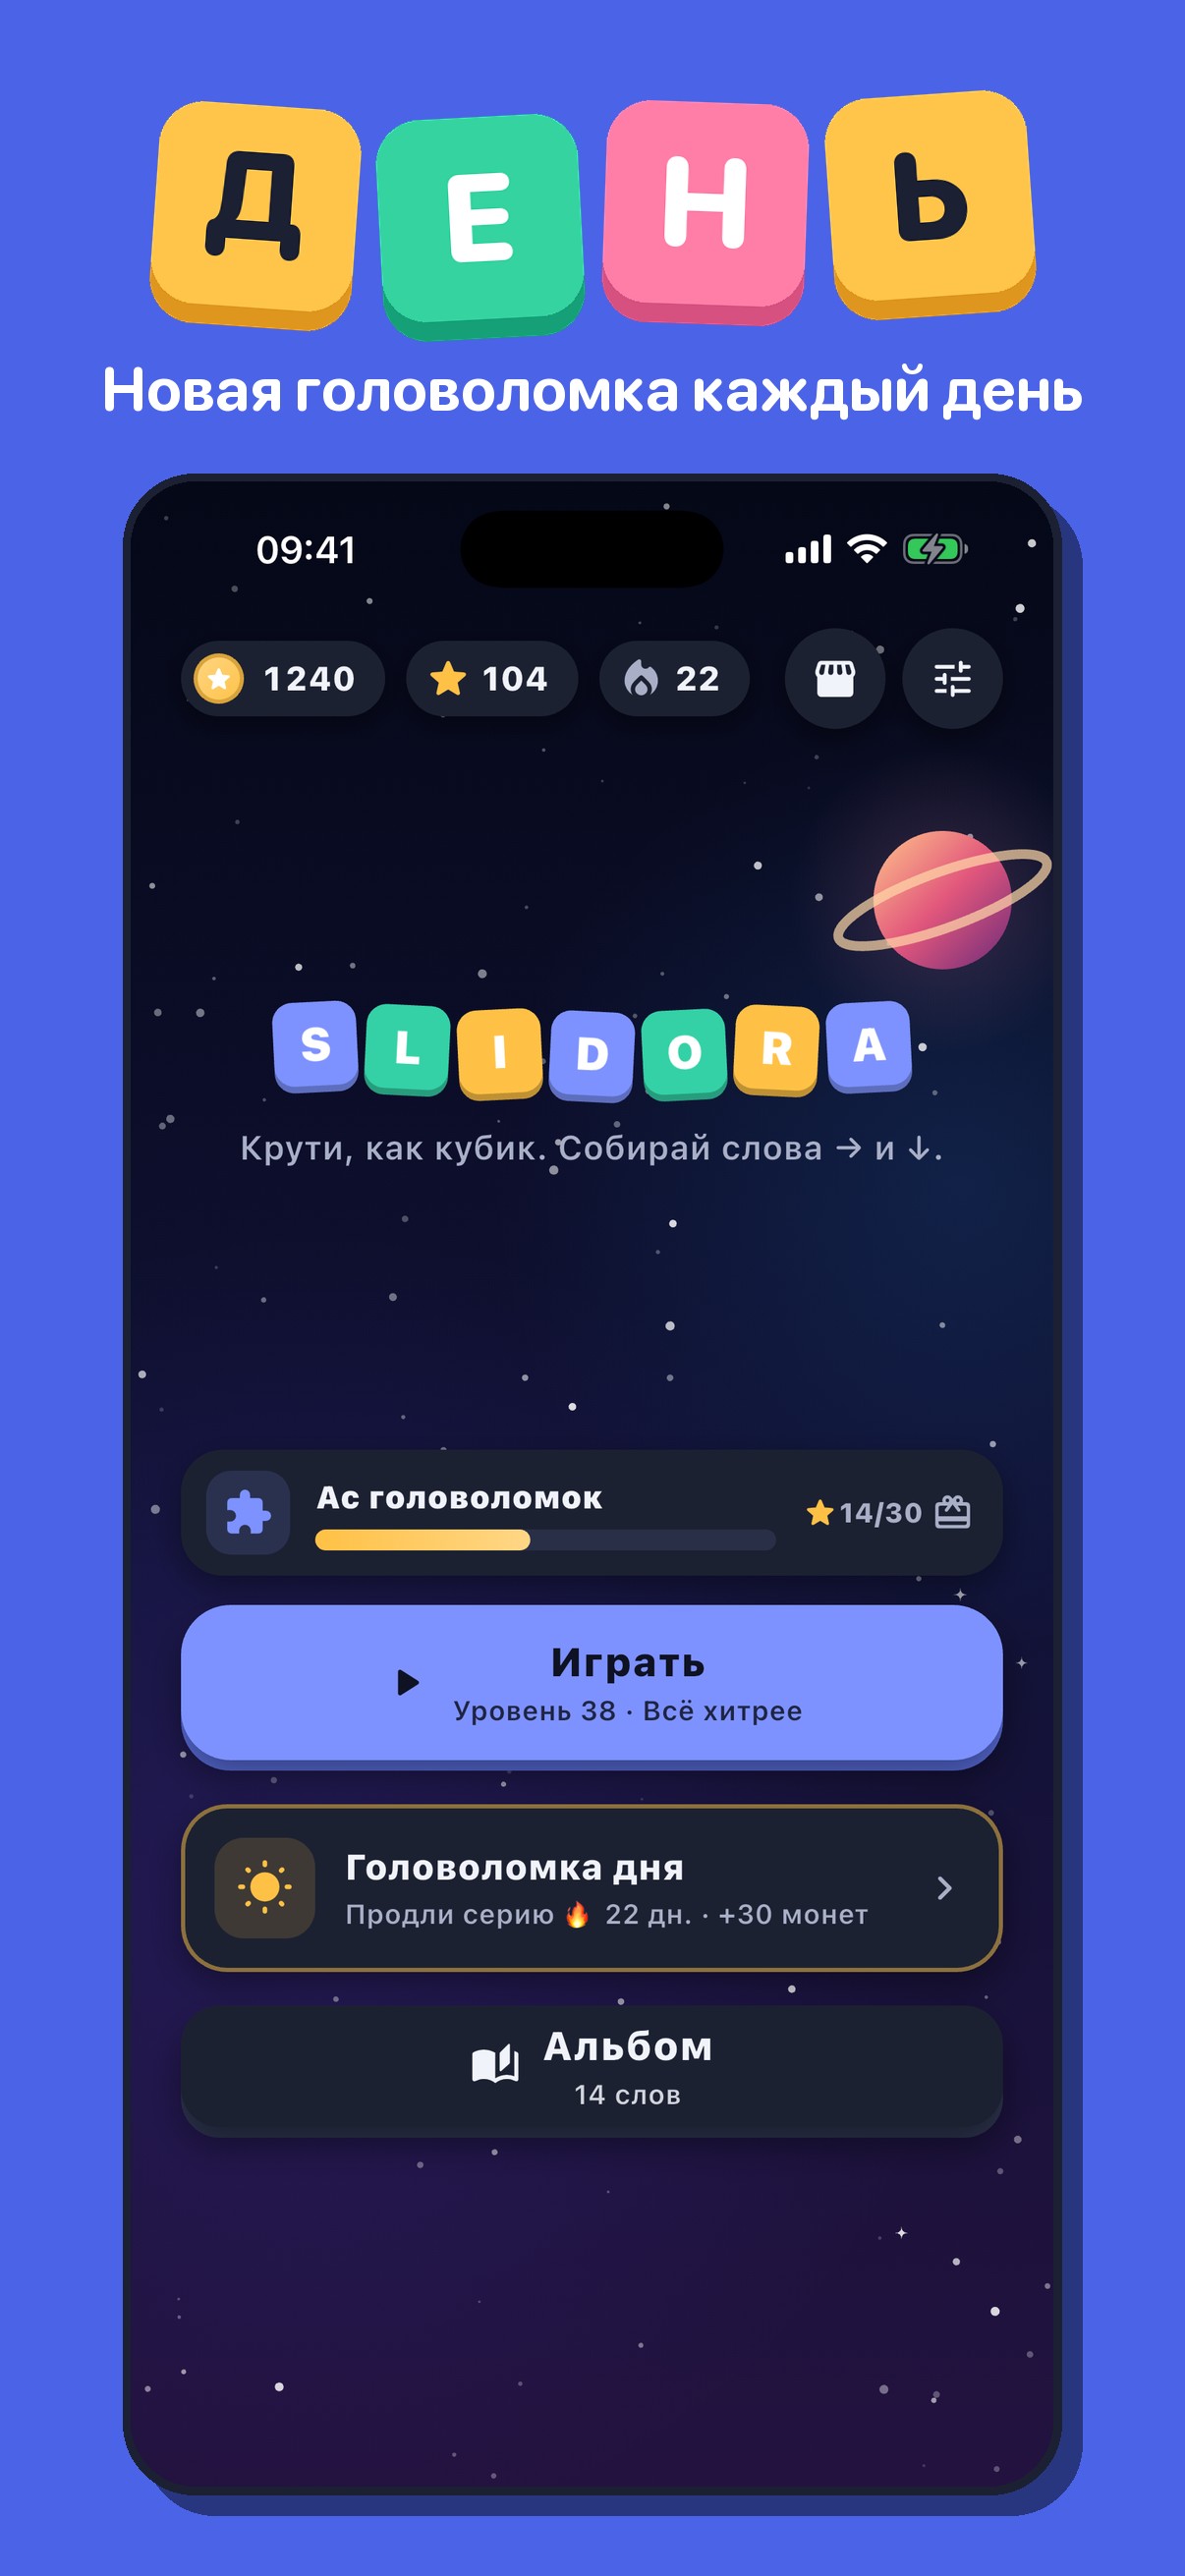 ДЕНЬ
Новая головоломка каждый день
09:41
1240 104 22
SLIDORA
Крути, как кубик. Собирай слова → и ↓.
Ас головоломок
14/30
Играть
Уровень 38 · Всё хитрее
Головоломка дня
Продли серию 🔥 22 дн. · +30 монет
Альбом
14 слов